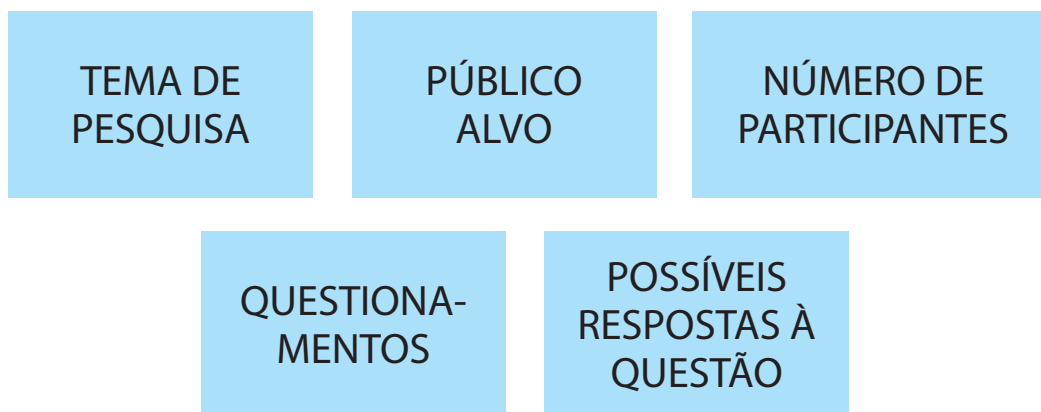 TEMA DE
PESQUISA
PÚBLICO
ALVO
NÚMERO DE
PARTICIPANTES
QUESTIONA-
MENTOS
POSSÍVEIS
RESPOSTAS À
QUESTÃO